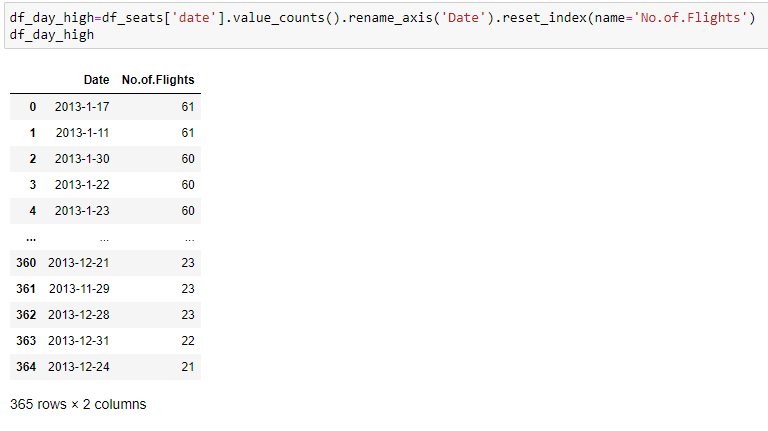 df_day_high=df_seats['date'].value_counts().rename_axis('Date').reset_index(name='No.of.Flights')
df_day_high
Date No.of.Flights
0 2013-1-17 61
1 2013-1-11 61
2 2013-1-30 60
3 2013-1-22 60
4 2013-1-23 60
... ... ...
360 2013-12-21 23
361 2013-11-29 23
362 2013-12-28 23
363 2013-12-31 22
364 2013-12-24 21
365 rows × 2 columns